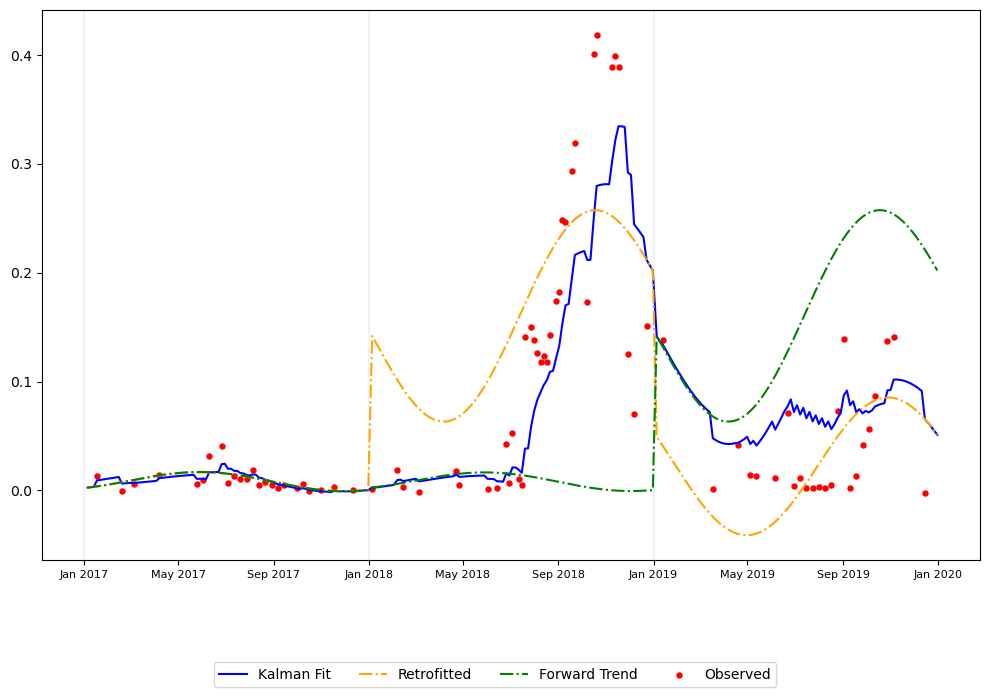 0.4
0.3
0.2
0.1
0.0
Jan 2017 May 2017 Sep 2017 Jan 2018 May 2018 Sep 2018 Jan 2019 May 2019 Sep 2019 Jan 2020
Kalman Fit Retrofitted Forward Trend Observed